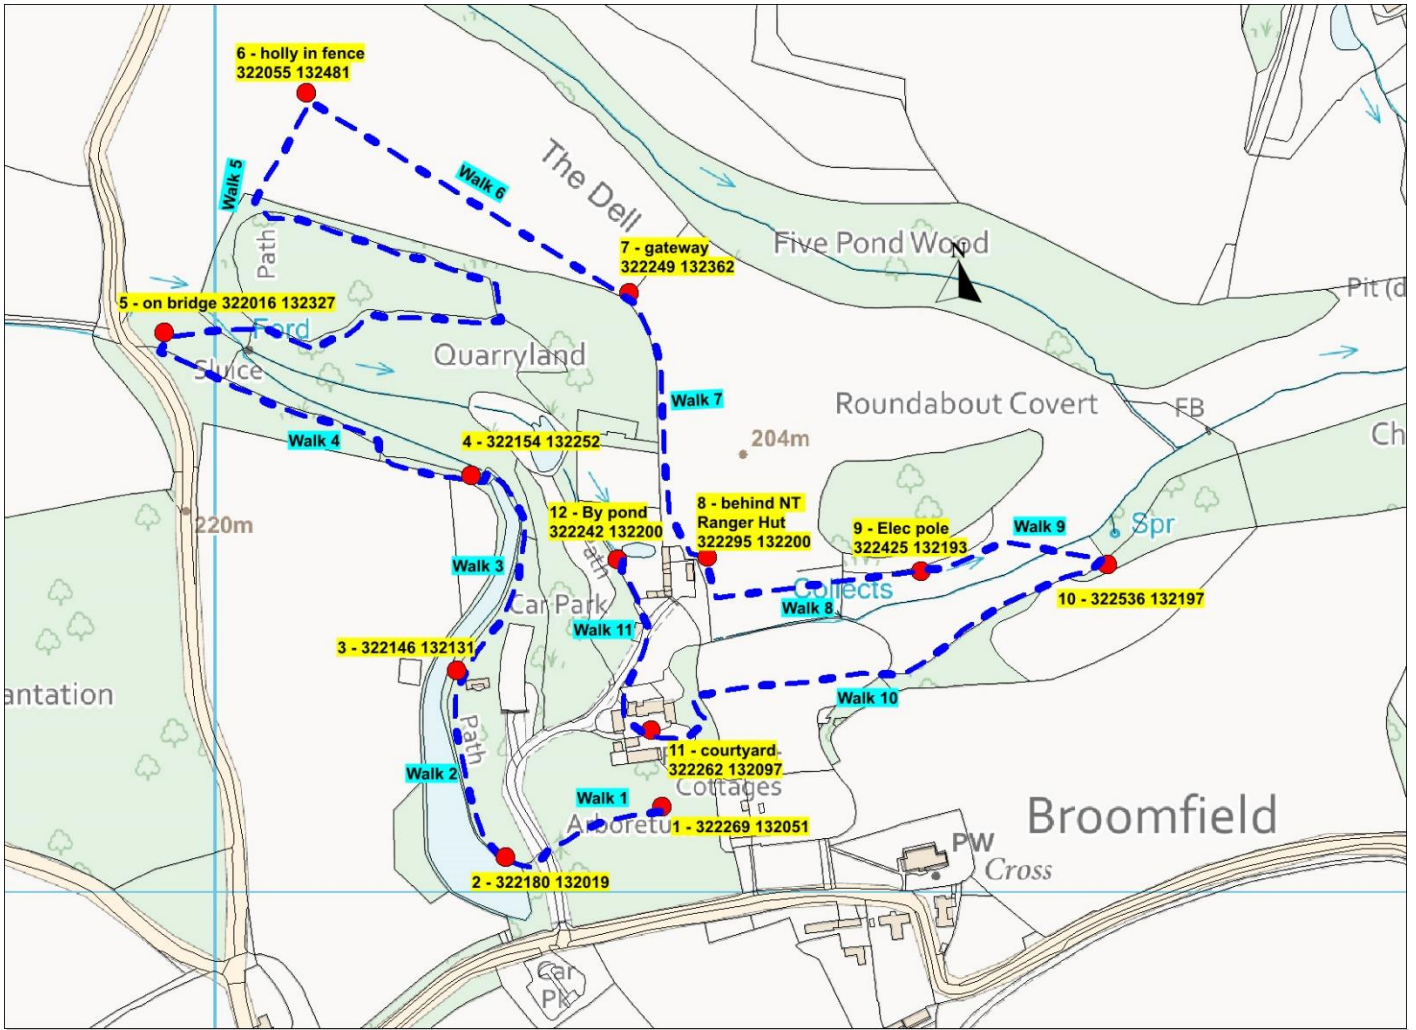 6 - holly in fence
322055 132481
Walk 5
Walk 6
The Dell
Path
7 - gateway
322249 132362
Five Pond Wood
N
Pit (d
5 - on bridge 322016 132327
Ford
Sluice
Quarryland
Walk 7
Roundabout Covert
FB
Ch
Walk 4
4 - 322154 132252
204m
220m
12 - By pond
322242 132200
8 - behind NT
Ranger Hut
322295 132200
9 - Elec pole
322425 132193
Walk 9
Spr
Walk 3
ath
Car Park
Collects
Walk 8
10 - 322536 132197
Walk 11
3 - 322146 132131
antation
Walk 10
Path
Walk 2
11 - courtyard
322262 132097
Cottages
Walk 1
Arboretu
1 - 322269 132051
Broomfield
PW
Cross
2 - 322180 132019
Car
Pk